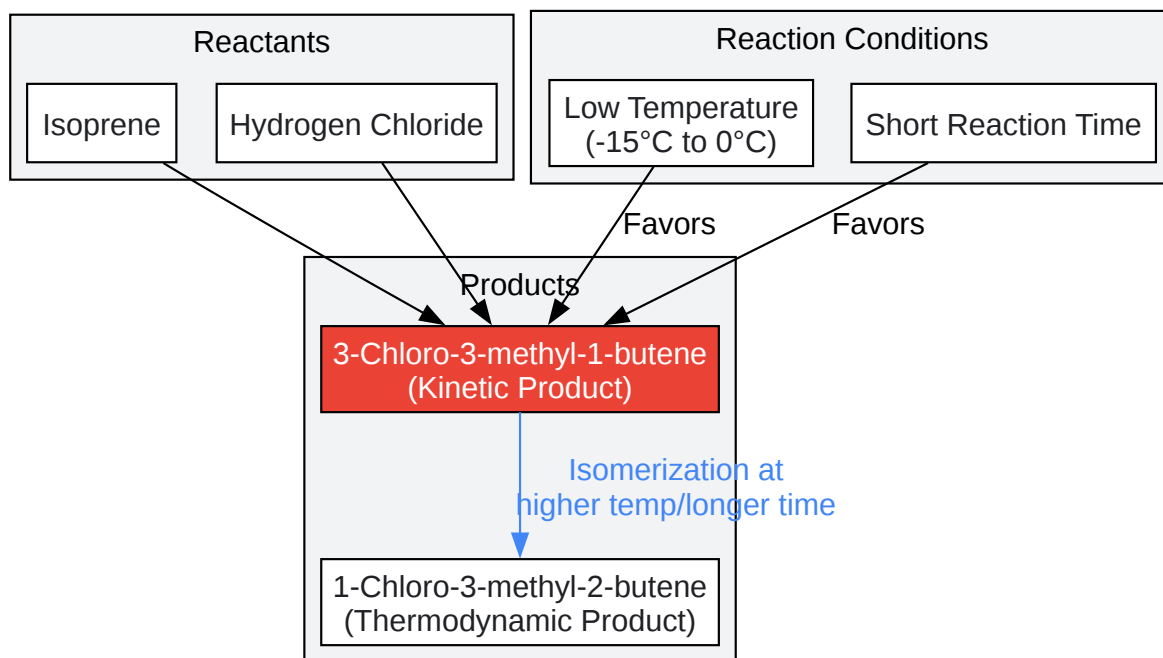 Reactants
Reaction Conditions
Isoprene
Hydrogen Chloride
Low Temperature
(-15°C to 0°C)
Short Reaction Time
Favors
Favors
Products
3-Chloro-3-methyl-1-butene
(Kinetic Product)
Isomerization at
higher temp/longer time
1-Chloro-3-methyl-2-butene
(Thermodynamic Product)